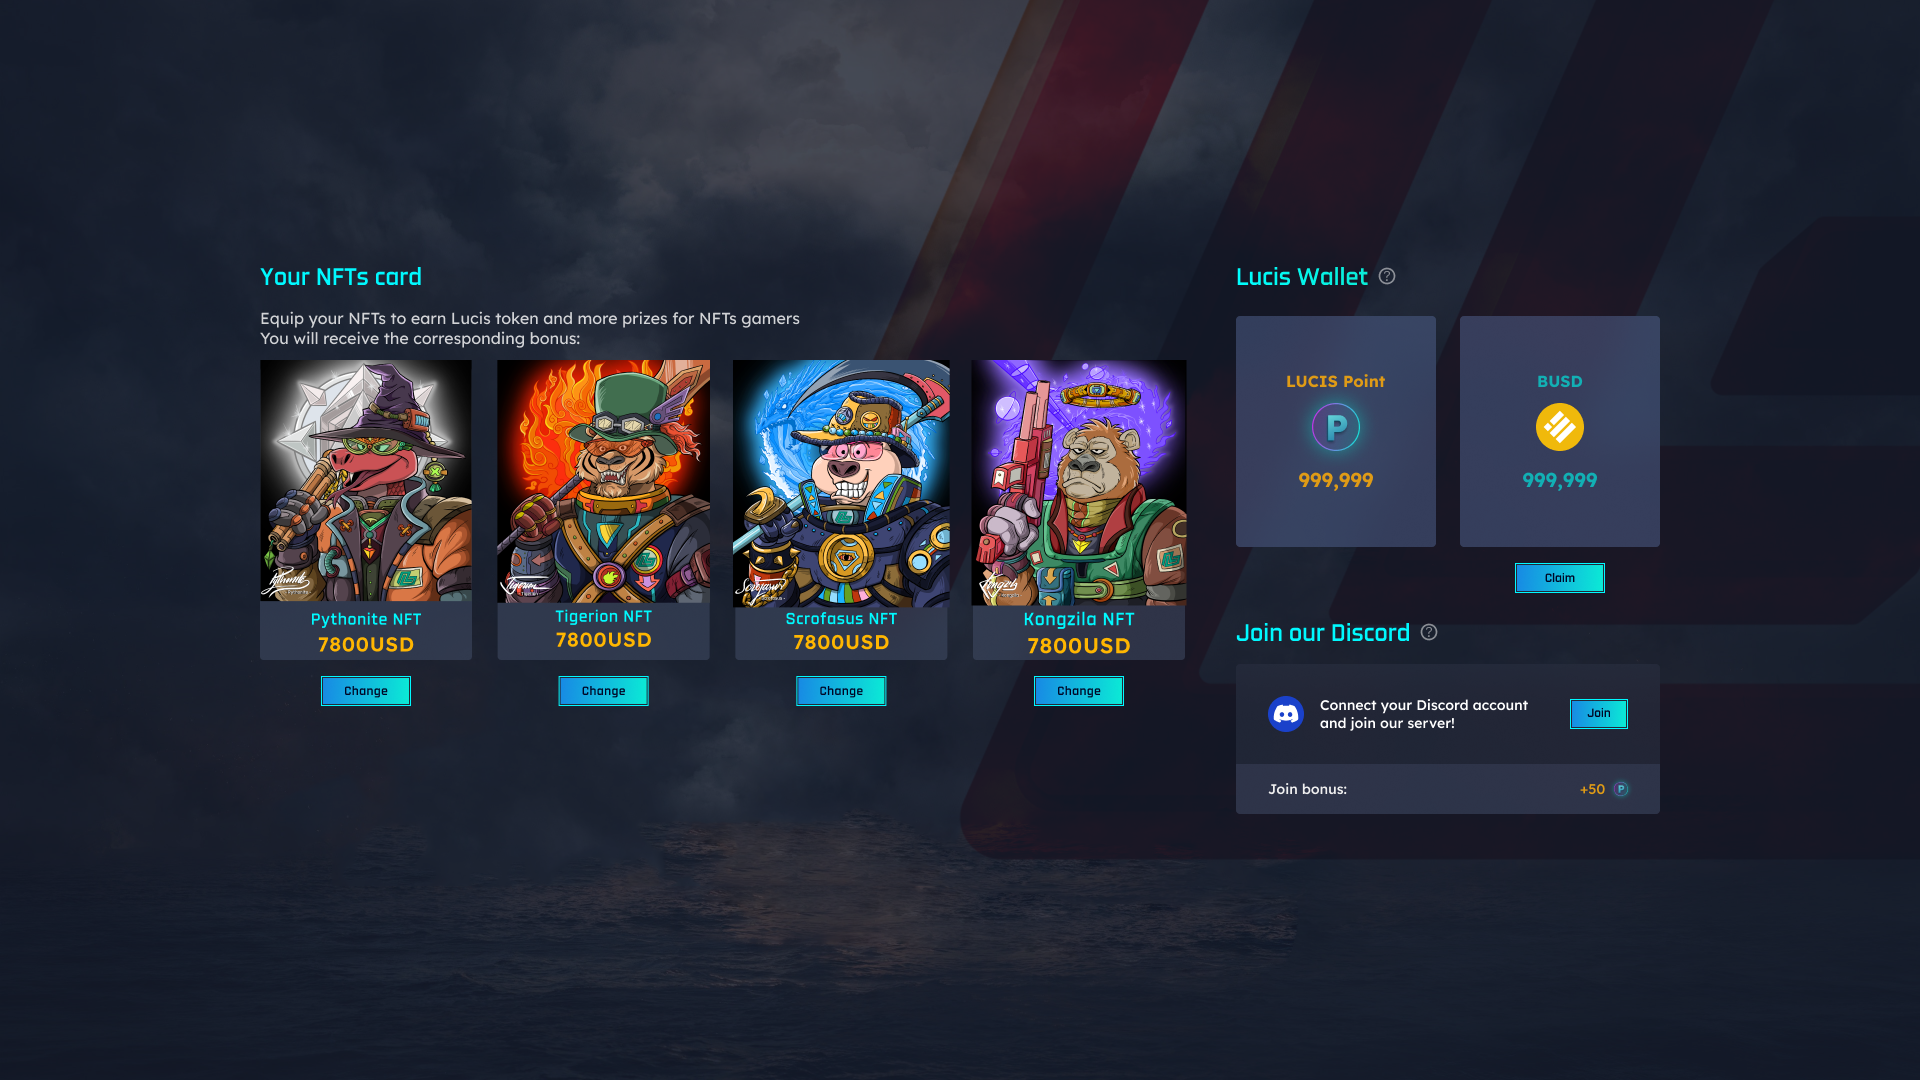 Your NFTs card
Equip your NFTs to earn Lucis token and more prizes for NFTs gamers
You will receive the corresponding bonus:
Pythonite NFT
7800USD
Change
Tigerion NFT
7800USD
Change
Scrofasus NFT
7800USD
Change
Kongzila NFT
7800USD
Change
Lucis Wallet
LUCIS Point
P
999,999
BUSD
999,999
Claim
Join our Discord
Connect your Discord account
and join our server!
Join
Join bonus:
+50 P